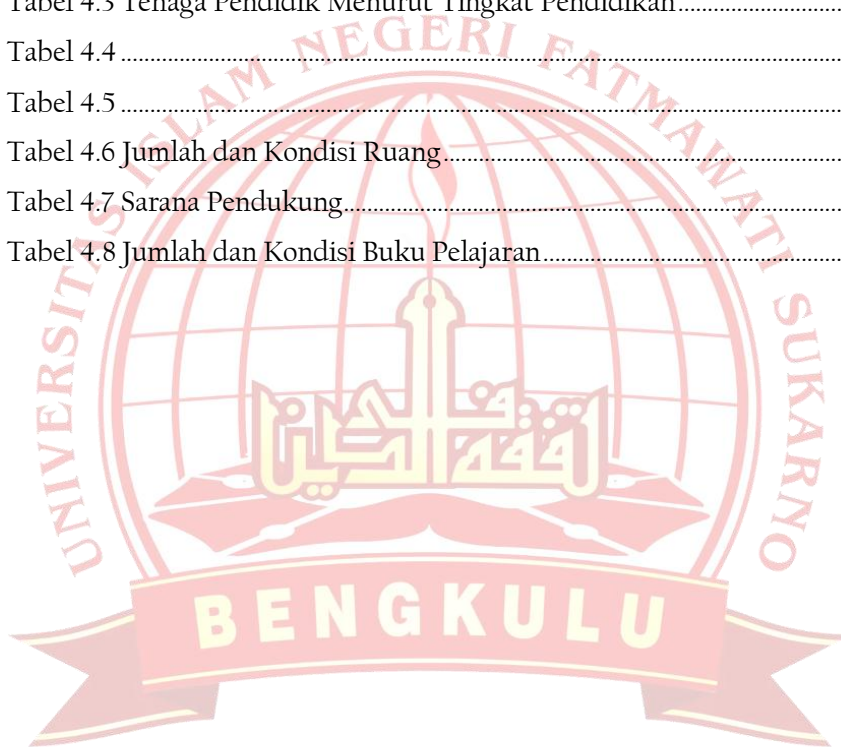 Tabel 4.3 Tenaga Pendidik Menurut Tingkat Pendidikan
Tabel 4.4
Tabel 4.5
Tabel 4.6 Jumlah dan Kondisi Ruang
Tabel 4.7 Sarana Pendukung
Tabel 4.8 Jumlah dan Kondisi Buku Pelajaran
UNIVERSITAS ISLAM NEGERI FATMAWATI SUKARNO
BENGKULU